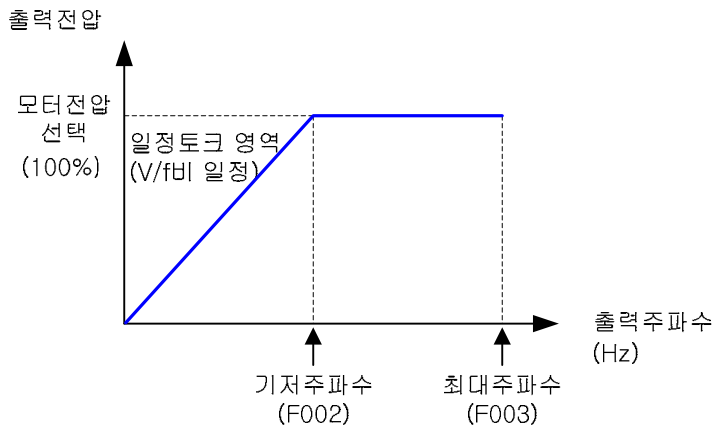 출력전압
모터전압
선택
(100%)
일정토크 영역
(V/f비 일정)
출력주파수
(Hz)
기저주파수
(F002)
최대주파수
(F003)